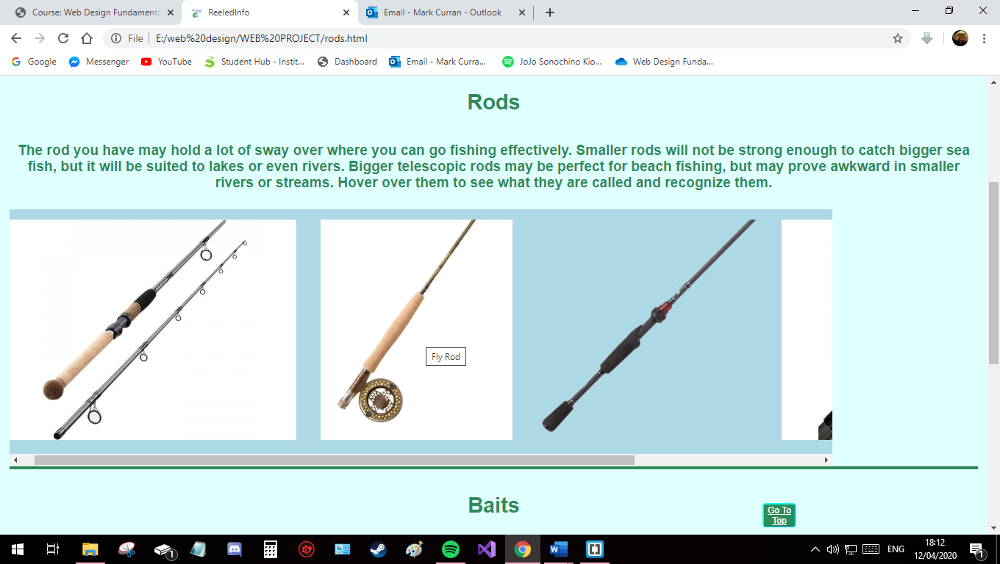 Course: Web Design Fundamenta
ReeledInfo
Email - Mark Curran - Outlook
File
E:/web%20design/WEB%20PROJECT/rods.html
Google
Messenger
YouTube
Student Hub - Instit...
Dashboard
Email - Mark Curra...
JoJo Sonochino Kio...
Web Design Funda...
Rods
The rod you have may hold a lot of sway over where you can go fishing effectively. Smaller rods will not be strong enough to catch bigger sea
fish, but it will be suited to lakes or even rivers. Bigger telescopic rods may be perfect for beach fishing, but may prove awkward in smaller
rivers or streams. Hover over them to see what they are called and recognize them.
Fly Rod
Baits
Go To
Top
1
ENG
18:12
12/04/2020
1